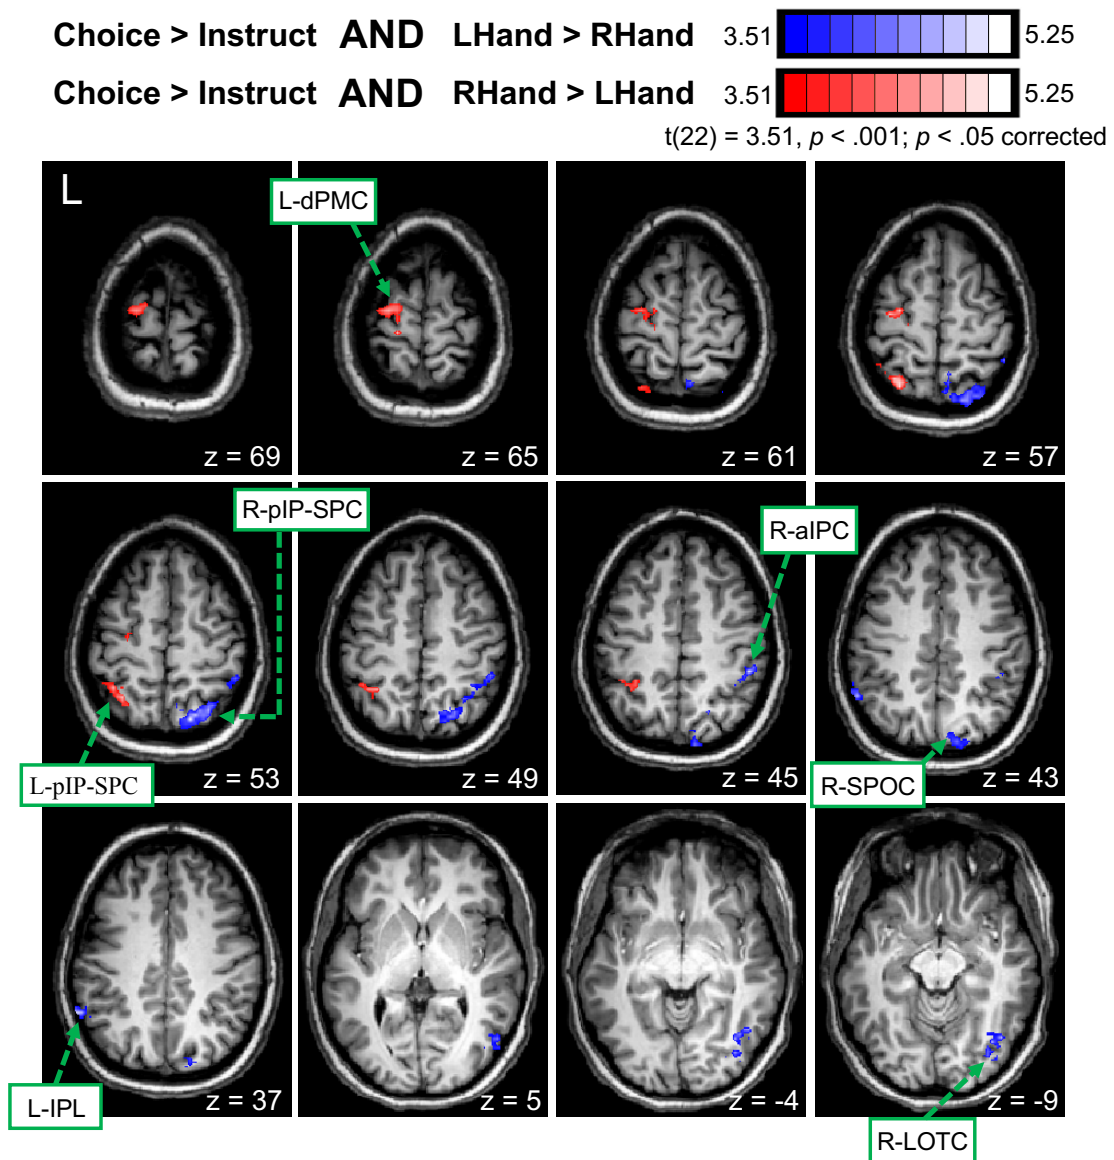 Choice > Instruct AND LHand > RHand 3.51 5.25
Choice > Instruct AND RHand > LHand 3.51 5.25
t(22) = 3.51, p < .001; p < .05 corrected
L
L-dPMC
z = 69
z = 65
z = 61
z = 57
R-pIP-SPC
R-aIPC
L-pIP-SPC
z = 53
z = 49
z = 45
R-SPOC
z = 43
L-IPL
z = 37
z = 5
z = -4
z = -9
R-LOTC